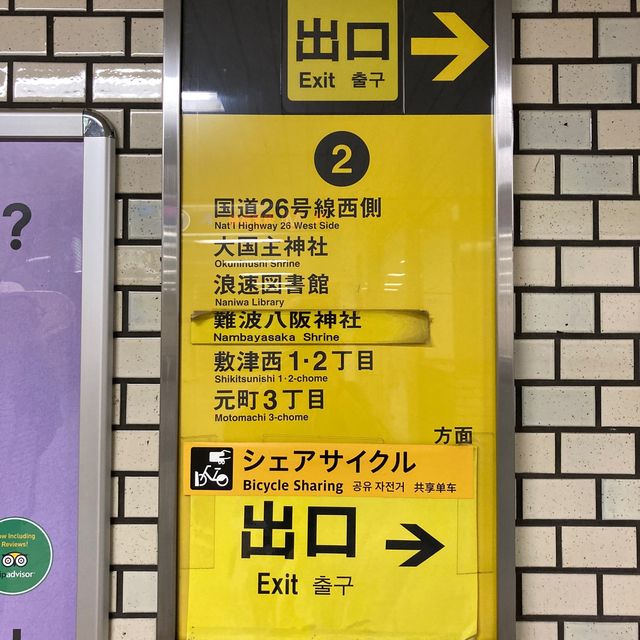 出口
Exit 출구
2
国道26号線西側
Nat'l Highway 26 West Side
大国主神社
Okuninushi Shrine
浪速図書館
Naniwa Library
難波八阪神社
Nambayasaka Shrine
敷津西1・2丁目
Shikitsunishi 1・2-chome
元町3丁目
Motomachi 3-chome
方面
シェアサイクル
Bicycle Sharing 공유 자전거 共享单车
出口
Exit 출구
?
Including
Reviews!
advisor